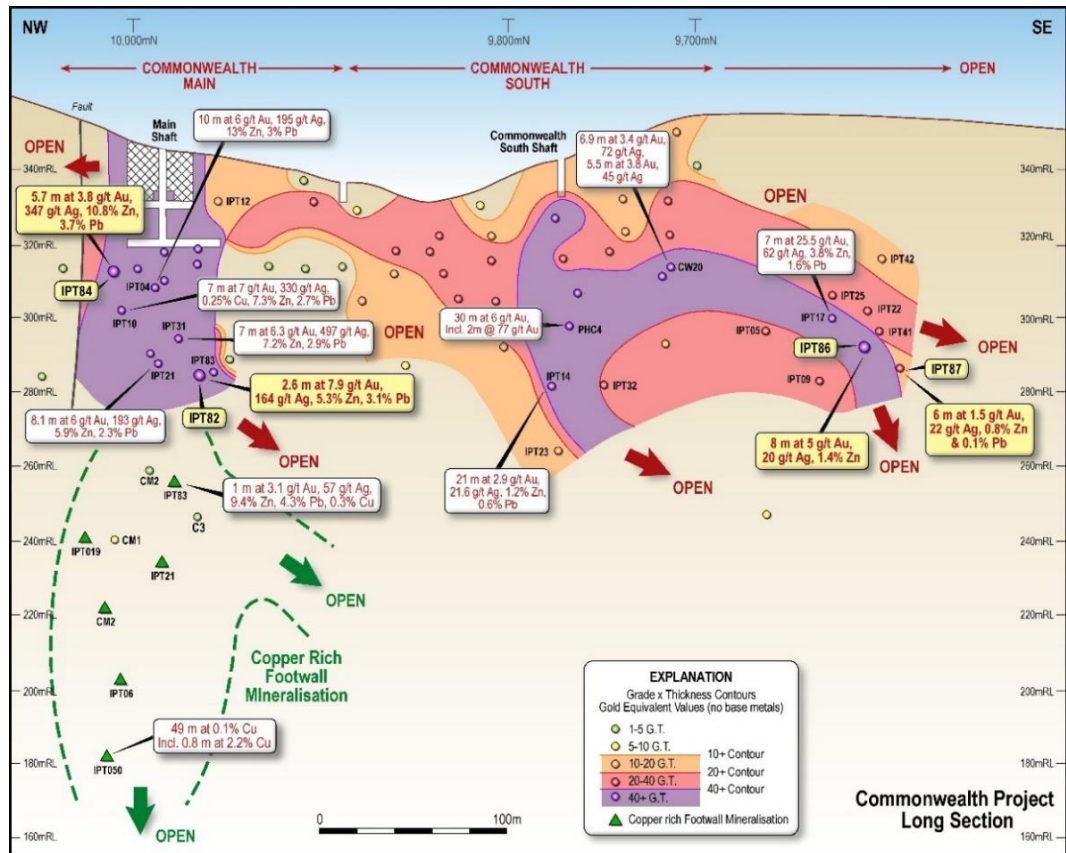 NW
SE
10,000mN
9,800mN
9,700mN
COMMONWEALTH
MAIN
COMMONWEALTH
SOUTH
OPEN
Fault
Main
Shaft
10 m at 6 g/t Au, 195 g/t Ag,
13% Zn, 3% Pb
Commonwealth
South Shaft
6.9 m at 3.4 g/t Au,
72 g/t Ag
5.5 m at 3.8 Au,
45 g/t Ag
OPEN
340mRL
5.7 m at 3.8 g/t Au,
347 g/t Ag, 10.8% Zn,
3.7% Pb
IPT12
OPEN
340mRL
320mRL
7 m at 25.5 g/t Au,
62 g/t Ag, 3.8% Zn,
1.6% Pb
IPT42
320mRL
IPT84
IPT04
CW20
7 m at 7 g/t Au, 330 g/t Ag,
0.25% Cu, 7.3% Zn, 2.7% Pb
IPT25
IPT22
300mRL
IPT10
IPT31
7 m at 6.3 g/t Au, 497 g/t Ag,
7.2% Zn, 2.9% Pb
OPEN
30 m at 6 g/t Au,
Incl. 2m @ 77 g/t Au
PHC4
IPT05
IPT17
IPT41
300mRL
IPT86
OPEN
IPT21
IPT83
IPT14
IPT32
IPT09
IPT87
280mRL
280mRL
8.1 m at 6 g/t Au, 193 g/t Ag,
5.9% Zn, 2.3% Pb
IPT82
2.6 m at 7.9 g/t Au,
164 g/t Ag, 5.3% Zn, 3.1% Pb
6 m at 1.5 g/t Au,
22 g/t Ag, 0.8% Zn
& 0.1% Pb
8 m at 5 g/t Au,
20 g/t Ag, 1.4% Zn
OPEN
IPT23
OPEN
OPEN
260mRL
260mRL
CM2
IPT83
1 m at 3.1 g/t Au, 57 g/t Ag,
9.4% Zn, 4.3% Pb, 0.3% Cu
21 m at 2.9 g/t Au,
21.6 g/t Ag, 1.2% Zn,
0.6% Pb
C3
240mRL
IPT019
CM1
240mRL
IPT21
OPEN
220mRL
CM2
220mRL
Copper Rich
Footwall
MIneralisation
200mRL
IPT06
200mRL
49 m at 0.1% Cu
Incl. 0.8 m at 2.2% Cu
180mRL
IPT050
180mRL
160mRL
OPEN
160mRL
0
100m
EXPLANATION
Grade x Thickness Contours
Gold Equivalent Values (no base metals)
1-5 G.T.
5-10 G.T.
10+ Contour
10-20 G.T.
20+ Contour
20-40 G.T.
40+ Contour
40+ G.T.
Copper rich Footwall Mineralisation
Commonwealth Project
Long Section